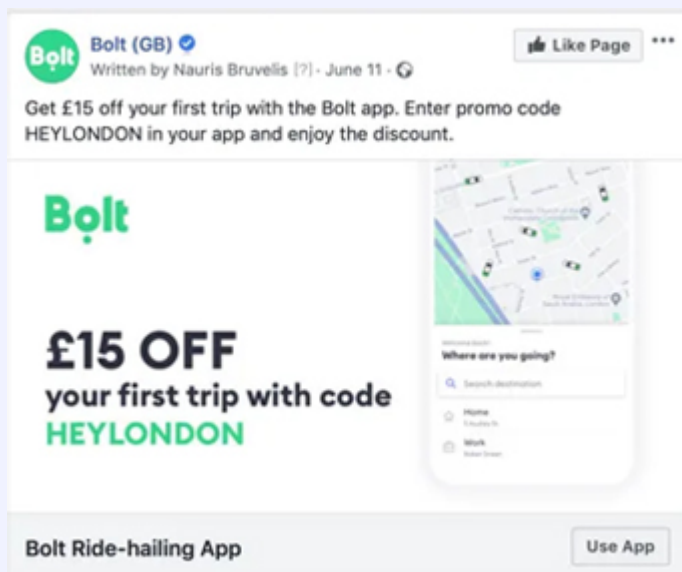 Bolt
Bolt (GB)
Written by Nauris Bruvelis [?] · June 11 ·
Like Page
Get £15 off your first trip with the Bolt app. Enter promo code
HEYLONDON in your app and enjoy the discount.
Bolt
£15 OFF
your first trip with code
HEYLONDON
Where are you going?
Search destination
Home
Work
Bolt Ride-hailing App
Use App